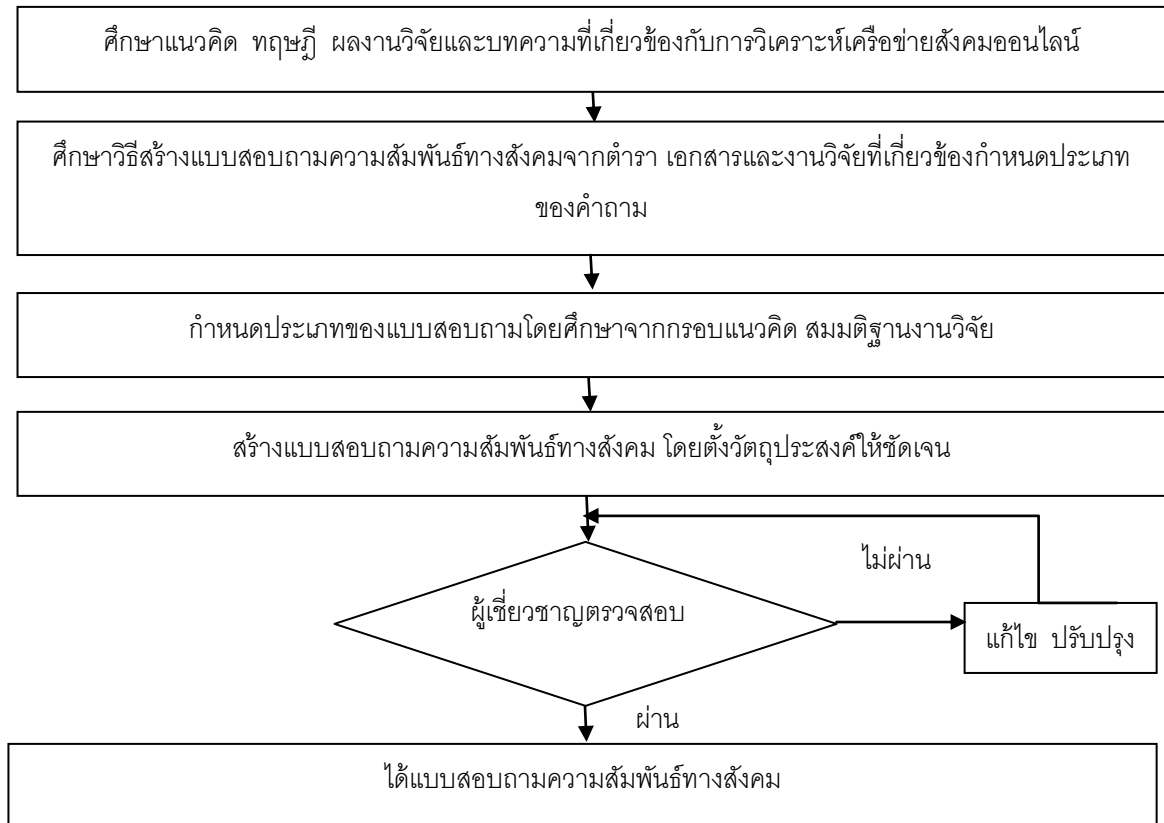 ศึกษาแนวคิด ทฤษฎี ผลงานวิจัยและบทความที่เกี่ยวข้องกับการวิเคราะห์เครือข่ายสังคมออนไลน์
ศึกษาวิธีสร้างแบบสอบถามความสัมพันธ์ทางสังคมจากตำรา เอกสารและงานวิจัยที่เกี่ยวข้องกำหนดประเภท
ของคำถาม
กำหนดประเภทของแบบสอบถามโดยศึกษาจากกรอบแนวคิด สมมติฐานงานวิจัย
สร้างแบบสอบถามความสัมพันธ์ทางสังคม โดยตั้งวัตถุประสงค์ให้ชัดเจน
ไม่ผ่าน
ผู้เชี่ยวชาญตรวจสอบ
แก้ไข ปรับปรุง
ผ่าน
ได้แบบสอบถามความสัมพันธ์ทางสังคม